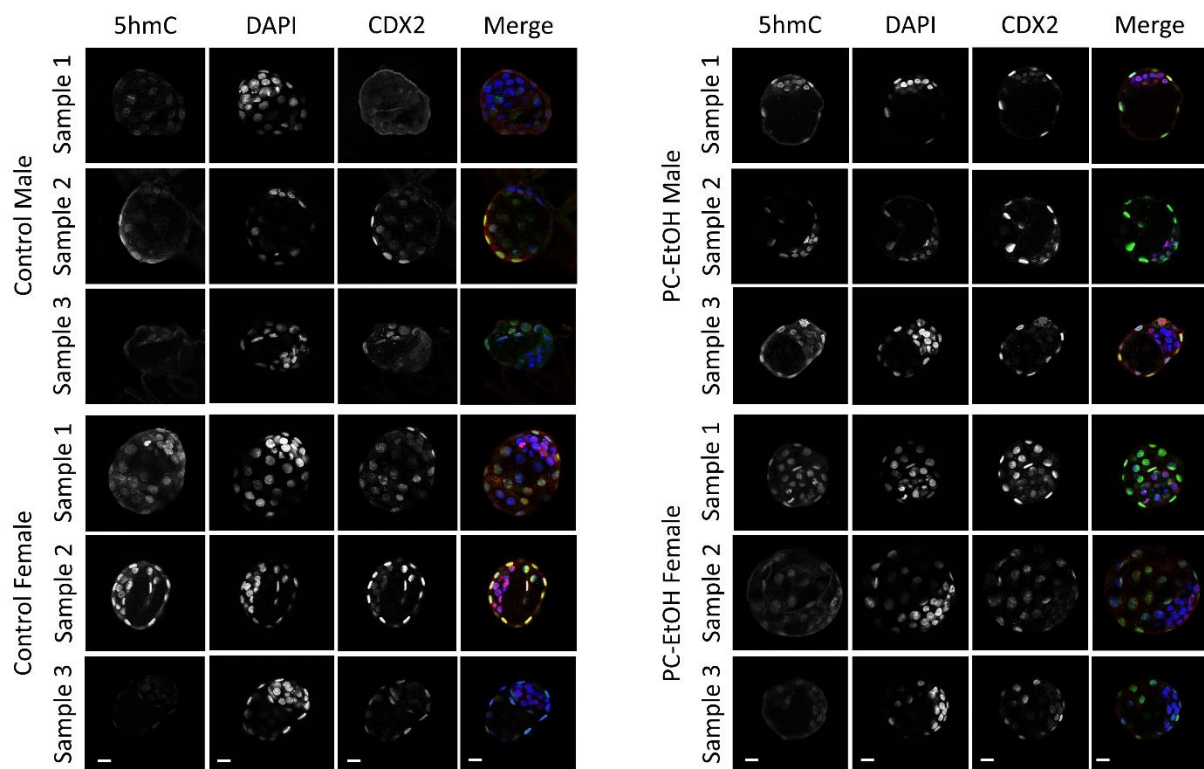 5hmC DAPI CDX2 Merge
Control Male
Sample 1
Sample 2
Sample 3
Control Female
Sample 1
Sample 2
Sample 3
5hmC DAPI CDX2 Merge
PC-EtOH Male
Sample 1
Sample 2
Sample 3
PC-EtOH Female
Sample 1
Sample 2
Sample 3